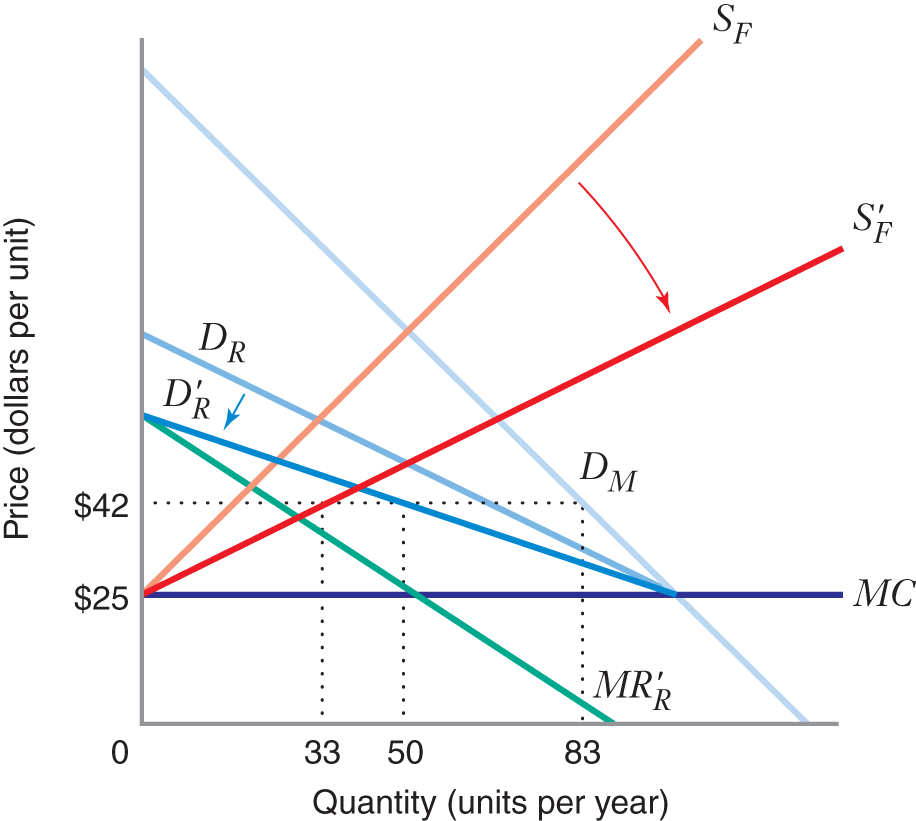 S_F
S'_F
D_R
D'_R
D_M
$42
$25
MC
MR'_R
0
33
50
83
Quantity (units per year)
Price (dollars per unit)